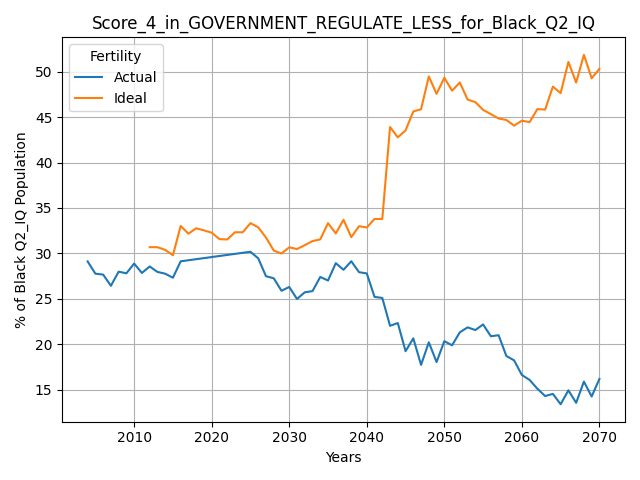 Score_4_in_GOVERNMENT_REGULATE_LESS_for_Black_Q2_IQ
Fertility
Actual
Ideal
% of Black Q2_IQ Population
50
45
40
35
30
25
20
15
2010 2020 2030 2040 2050 2060 2070
Years